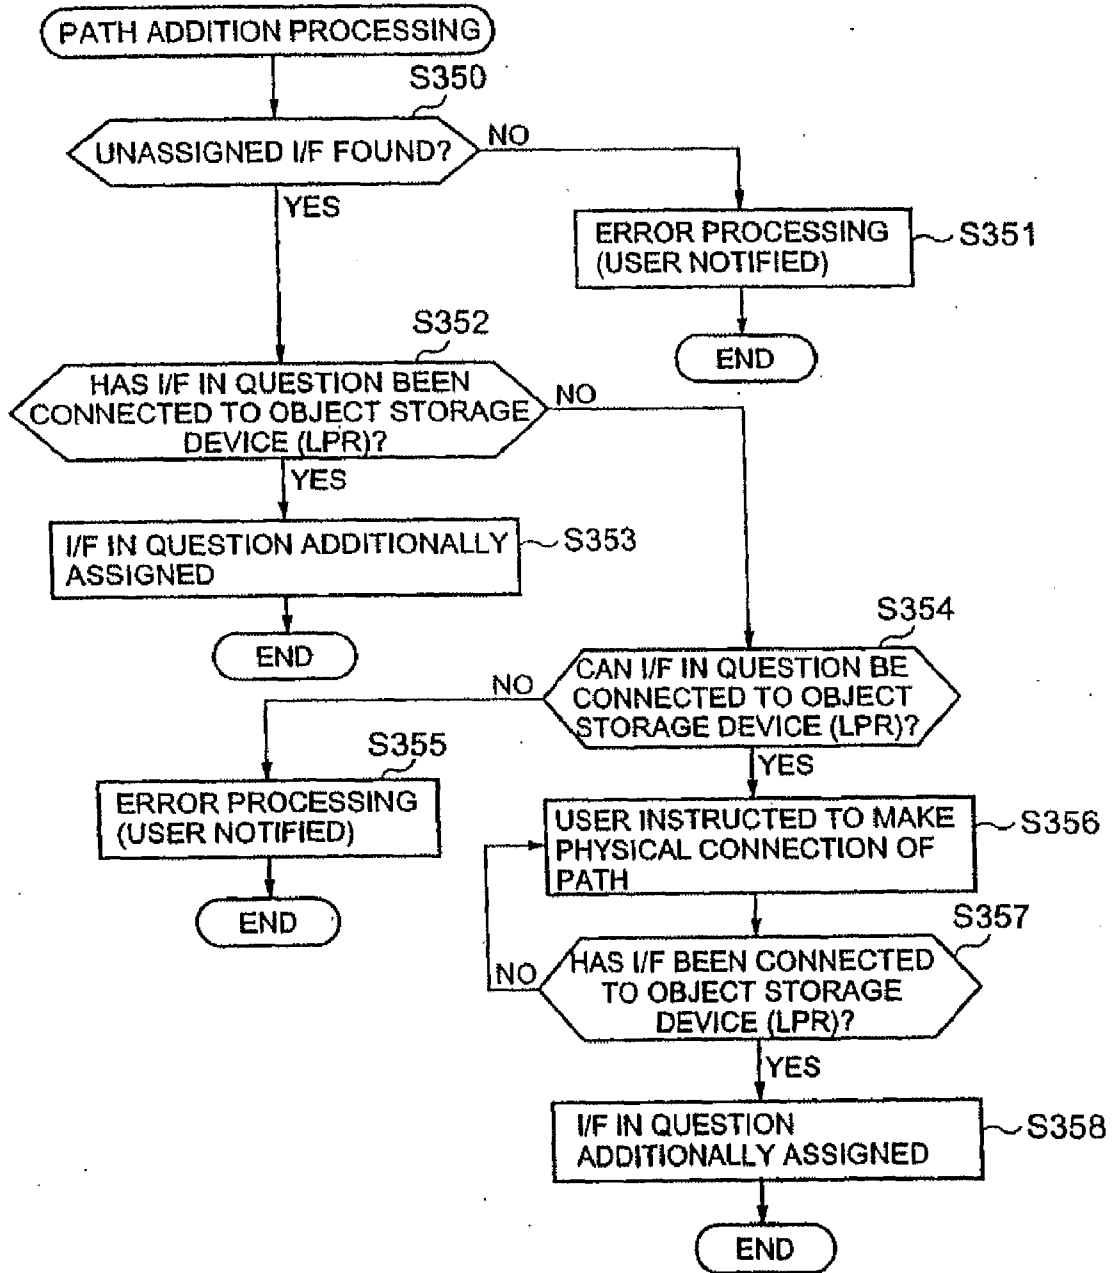 PATH ADDITION PROCESSING
S350
UNASSIGNED I/F FOUND?
NO
YES
ERROR PROCESSING
(USER NOTIFIED)
S351
END
S352
HAS I/F IN QUESTION BEEN
CONNECTED TO OBJECT STORAGE
DEVICE (LPR)?
NO
YES
I/F IN QUESTION ADDITIONALLY
ASSIGNED
S353
END
S354
CAN I/F IN QUESTION BE
CONNECTED TO OBJECT
STORAGE DEVICE (LPR)?
NO
YES
S355
ERROR PROCESSING
(USER NOTIFIED)
END
USER INSTRUCTED TO MAKE
PHYSICAL CONNECTION OF
PATH
S356
S357
HAS I/F BEEN CONNECTED
TO OBJECT STORAGE
DEVICE (LPR)?
NO
YES
I/F IN QUESTION
ADDITIONALLY ASSIGNED
S358
END